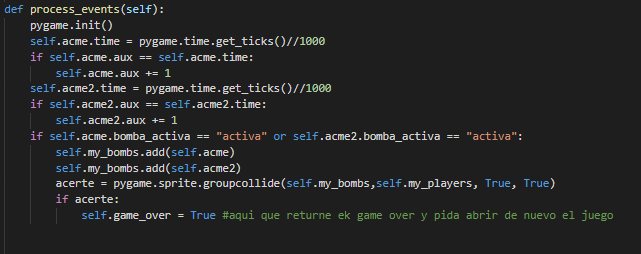 def process_events(self):
    pygame.init()
    self.acme.time = pygame.time.get_ticks()//1000
    if self.acme.aux == self.acme.time:
        self.acme.aux += 1
    self.acme2.time = pygame.time.get_ticks()//1000
    if self.acme2.aux == self.acme2.time:
        self.acme2.aux += 1
    if self.acme.bomba_activa == "activa" or self.acme2.bomba_activa == "activa":
        self.my_bombs.add(self.acme)
        self.my_bombs.add(self.acme2)
        acerte = pygame.sprite.groupcollide(self.my_bombs,self.my_players, True, True)
        if acerte:
            self.game_over = True #aqui que returne ek game over y pida abrir de nuevo el juego